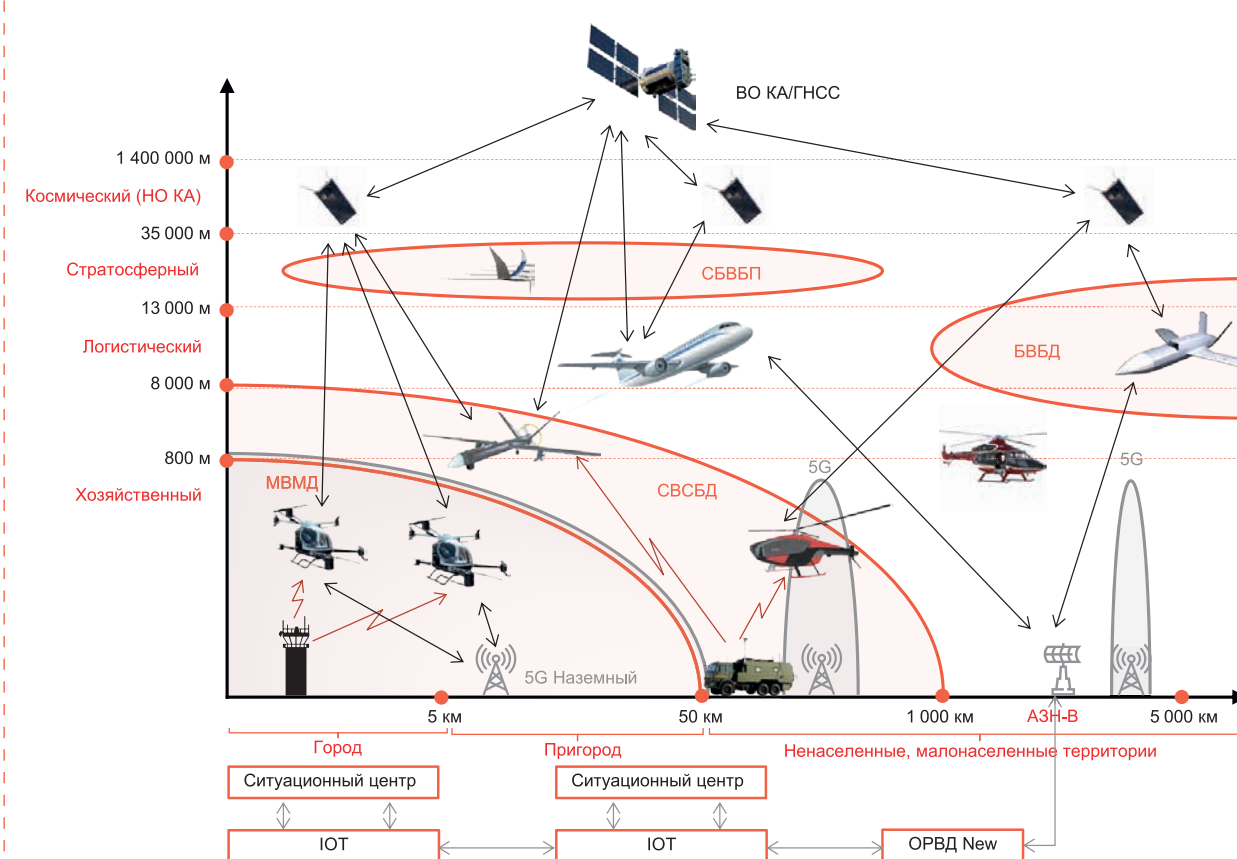 ВО КА/ГНСС
1 400 000 м
Космический (НО КА)
35 000 м
Стратосферный
СБВБП
13 000 м
Логистический
БВБД
8 000 м
800 м
5G
5G
МВМД
СВСБД
Хозяйственный
5G Наземный
5 км
50 км
1 000 км
АЗН-В
5 000 км
Город
Пригород
Ненаселенные, малонаселенные территории
Ситуационный центр
Ситуационный центр
IOT
IOT
ОРВД New